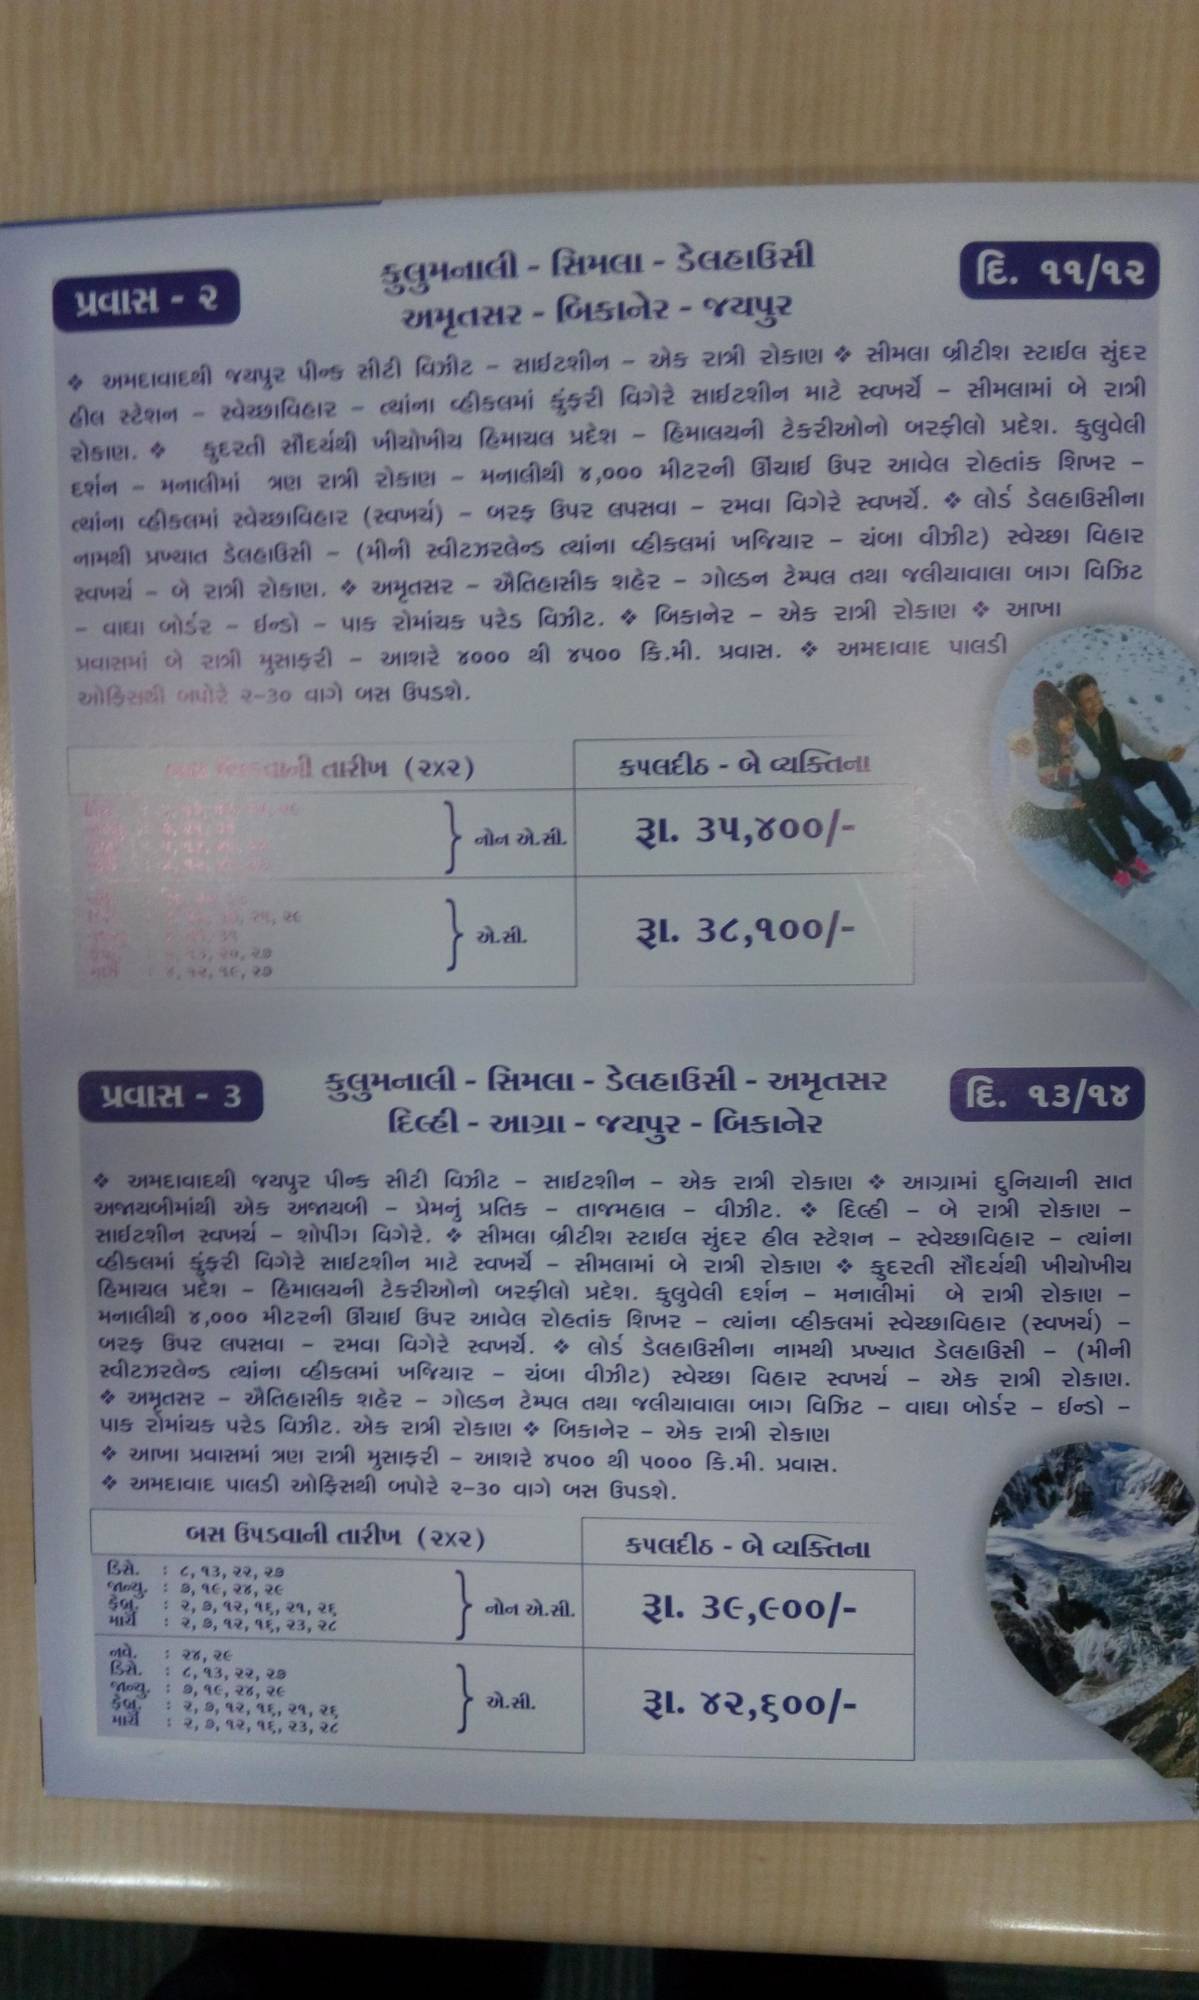 પ્રવાસ - ૨
કુલુમનાલી - સિમલા - ડેલહાઉસી
અમૃતસર - બિકાનેર - જયપુર
દિ. ૧૧/૧૨
❖ અમદાવાદથી જયપુર પીન્ક સીટી વિઝીટ – સાઈટશીન – એક રાત્રી રોકાણ ❖ સીમલા બ્રીટીશ સ્ટાઈલ સુંદર
હીલ સ્ટેશન – સ્વેચ્છાવિહાર – ત્યાંના વ્હીકલમાં કુંફરી વિગેરે સાઈટશીન માટે સ્વખર્ચે – સીમલામાં બે રાત્રી
રોકાણ. ❖ કુદરતી સૌંદર્યથી ખીચોખીચ હિમાચલ પ્રદેશ – હિમાલયની ટેકરીઓનો બરફીલો પ્રદેશ. કુલુવેલી
દર્શન – મનાલીમાં ત્રણ રાત્રી રોકાણ – મનાલીથી ૪,૦૦૦ મીટરની ઊંચાઈ ઉપર આવેલ રોહતાંક શિખર –
ત્યાંના વ્હીકલમાં સ્વેચ્છાવિહાર (સ્વખર્ચ) – બરફ ઉપર લપસવા – રમવા વિગેરે સ્વખર્ચે. ❖ લોર્ડ ડેલહાઉસીના
નામથી પ્રખ્યાત ડેલહાઉસી – (મીની સ્વીટઝરલેન્ડ ત્યાંના વ્હીકલમાં ખજિયાર – ચંબા વીઝીટ) સ્વેચ્છા વિહાર
સ્વખર્ચ – બે રાત્રી રોકાણ. ❖ અમૃતસર – ઐતિહાસીક શહેર – ગોલ્ડન ટેમ્પલ તથા જલીયાવાલા બાગ વિઝિટ
– વાઘા બોર્ડર – ઈન્ડો – પાક રોમાંચક પરેડ વિઝીટ. ❖ બિકાનેર – એક રાત્રી રોકાણ ❖ આખા
પ્રવાસમાં બે રાત્રી મુસાફરી – આશરે ૪૦૦૦ થી ૪૫૦૦ કિ.મી. પ્રવાસ. ❖ અમદાવાદ પાલડી
ઓફિસથી બપોરે ૨-૩૦ વાગે બસ ઉપડશે.
તારીખ (૨x૨)
કપલદીઠ - બે વ્યક્તિના
નોન એ.સી.
રૂા. ૩૫,૪૦૦/-
એ.સી.
રૂા. ૩૮,૧૦૦/-
માર્ચ : ૪, ૧૨, ૧૯, ૨૭
પ્રવાસ - ૩
કુલુમનાલી - સિમલા - ડેલહાઉસી - અમૃતસર
દિલ્હી - આગ્રા - જયપુર - બિકાનેર
દિ. ૧૩/૧૪
❖ અમદાવાદથી જયપુર પીન્ક સીટી વિઝીટ – સાઈટશીન – એક રાત્રી રોકાણ ❖ આગ્રામાં દુનિયાની સાત
અજાયબીમાંથી એક અજાયબી – પ્રેમનું પ્રતિક – તાજમહાલ – વીઝીટ. ❖ દિલ્હી – બે રાત્રી રોકાણ –
સાઈટશીન સ્વખર્ચ – શોપીંગ વિગેરે. ❖ સીમલા બ્રીટીશ સ્ટાઈલ સુંદર હીલ સ્ટેશન – સ્વેચ્છાવિહાર – ત્યાંના
વ્હીકલમાં કુંફરી વિગેરે સાઈટશીન માટે સ્વખર્ચે – સીમલામાં બે રાત્રી રોકાણ ❖ કુદરતી સૌંદર્યથી ખીચોખીચ
હિમાચલ પ્રદેશ – હિમાલયની ટેકરીઓનો બરફીલો પ્રદેશ. કુલુવેલી દર્શન – મનાલીમાં બે રાત્રી રોકાણ –
મનાલીથી ૪,૦૦૦ મીટરની ઊંચાઈ ઉપર આવેલ રોહતાંક શિખર – ત્યાંના વ્હીકલમાં સ્વેચ્છાવિહાર (સ્વખર્ચ) –
બરફ ઉપર લપસવા – રમવા વિગેરે સ્વખર્ચે. ❖ લોર્ડ ડેલહાઉસીના નામથી પ્રખ્યાત ડેલહાઉસી – (મીની
સ્વીટઝરલેન્ડ ત્યાંના વ્હીકલમાં ખજિયાર – ચંબા વીઝીટ) સ્વેચ્છા વિહાર સ્વખર્ચ – એક રાત્રી રોકાણ.
❖ અમૃતસર – ઐતિહાસીક શહેર – ગોલ્ડન ટેમ્પલ તથા જલીયાવાલા બાગ વિઝિટ – વાઘા બોર્ડર – ઈન્ડો –
પાક રોમાંચક પરેડ વિઝીટ. એક રાત્રી રોકાણ ❖ બિકાનેર – એક રાત્રી રોકાણ
❖ આખા પ્રવાસમાં ત્રણ રાત્રી મુસાફરી – આશરે ૪૫૦૦ થી ૫૦૦૦ કિ.મી. પ્રવાસ.
❖ અમદાવાદ પાલડી ઓફિસથી બપોરે ૨-૩૦ વાગે બસ ઉપડશે.
બસ ઉપડવાની તારીખ (૨x૨)
કપલદીઠ - બે વ્યક્તિના
ડિસે. : ૮, ૧૩, ૨૨, ૨૭
જાન્યુ. : ૭, ૧૯, ૨૪, ૨૯
ફેબ્રુ. : ૨, ૭, ૧૨, ૧૬, ૨૧, ૨૬
માર્ચ : ૨, ૭, ૧૨, ૧૬, ૨૩, ૨૮
નોન એ.સી.
રૂા. ૩૯,૯૦૦/-
નવે. : ૨૪, ૨૯
ડિસે. : ૮, ૧૩, ૨૨, ૨૭
જાન્યુ. : ૭, ૧૯, ૨૪, ૨૯
ફેબ્રુ. : ૨, ૭, ૧૨, ૧૬, ૨૧, ૨૬
માર્ચ : ૨, ૭, ૧૨, ૧૬, ૨૩, ૨૮
એ.સી.
રૂા. ૪૨,૬૦૦/-